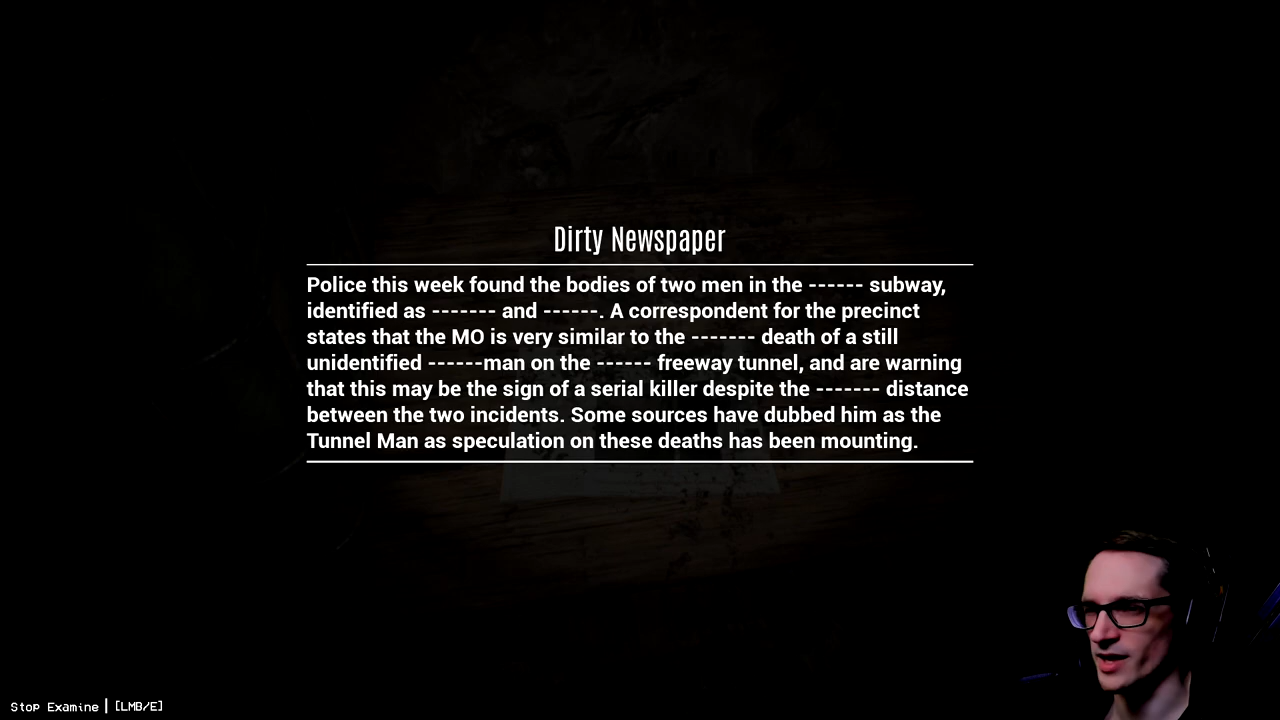 Dirty Newspaper
Police this week found the bodies of two men in the ------ subway,
identified as ------- and ------. A correspondent for the precinct
states that the MO is very similar to the ------- death of a still
unidentified ------man on the ------ freeway tunnel, and are warning
that this may be the sign of a serial killer despite the ------- distance
between the two incidents. Some sources have dubbed him as the
Tunnel Man as speculation on these deaths has been mounting.
Stop Examine | [LMB/E]